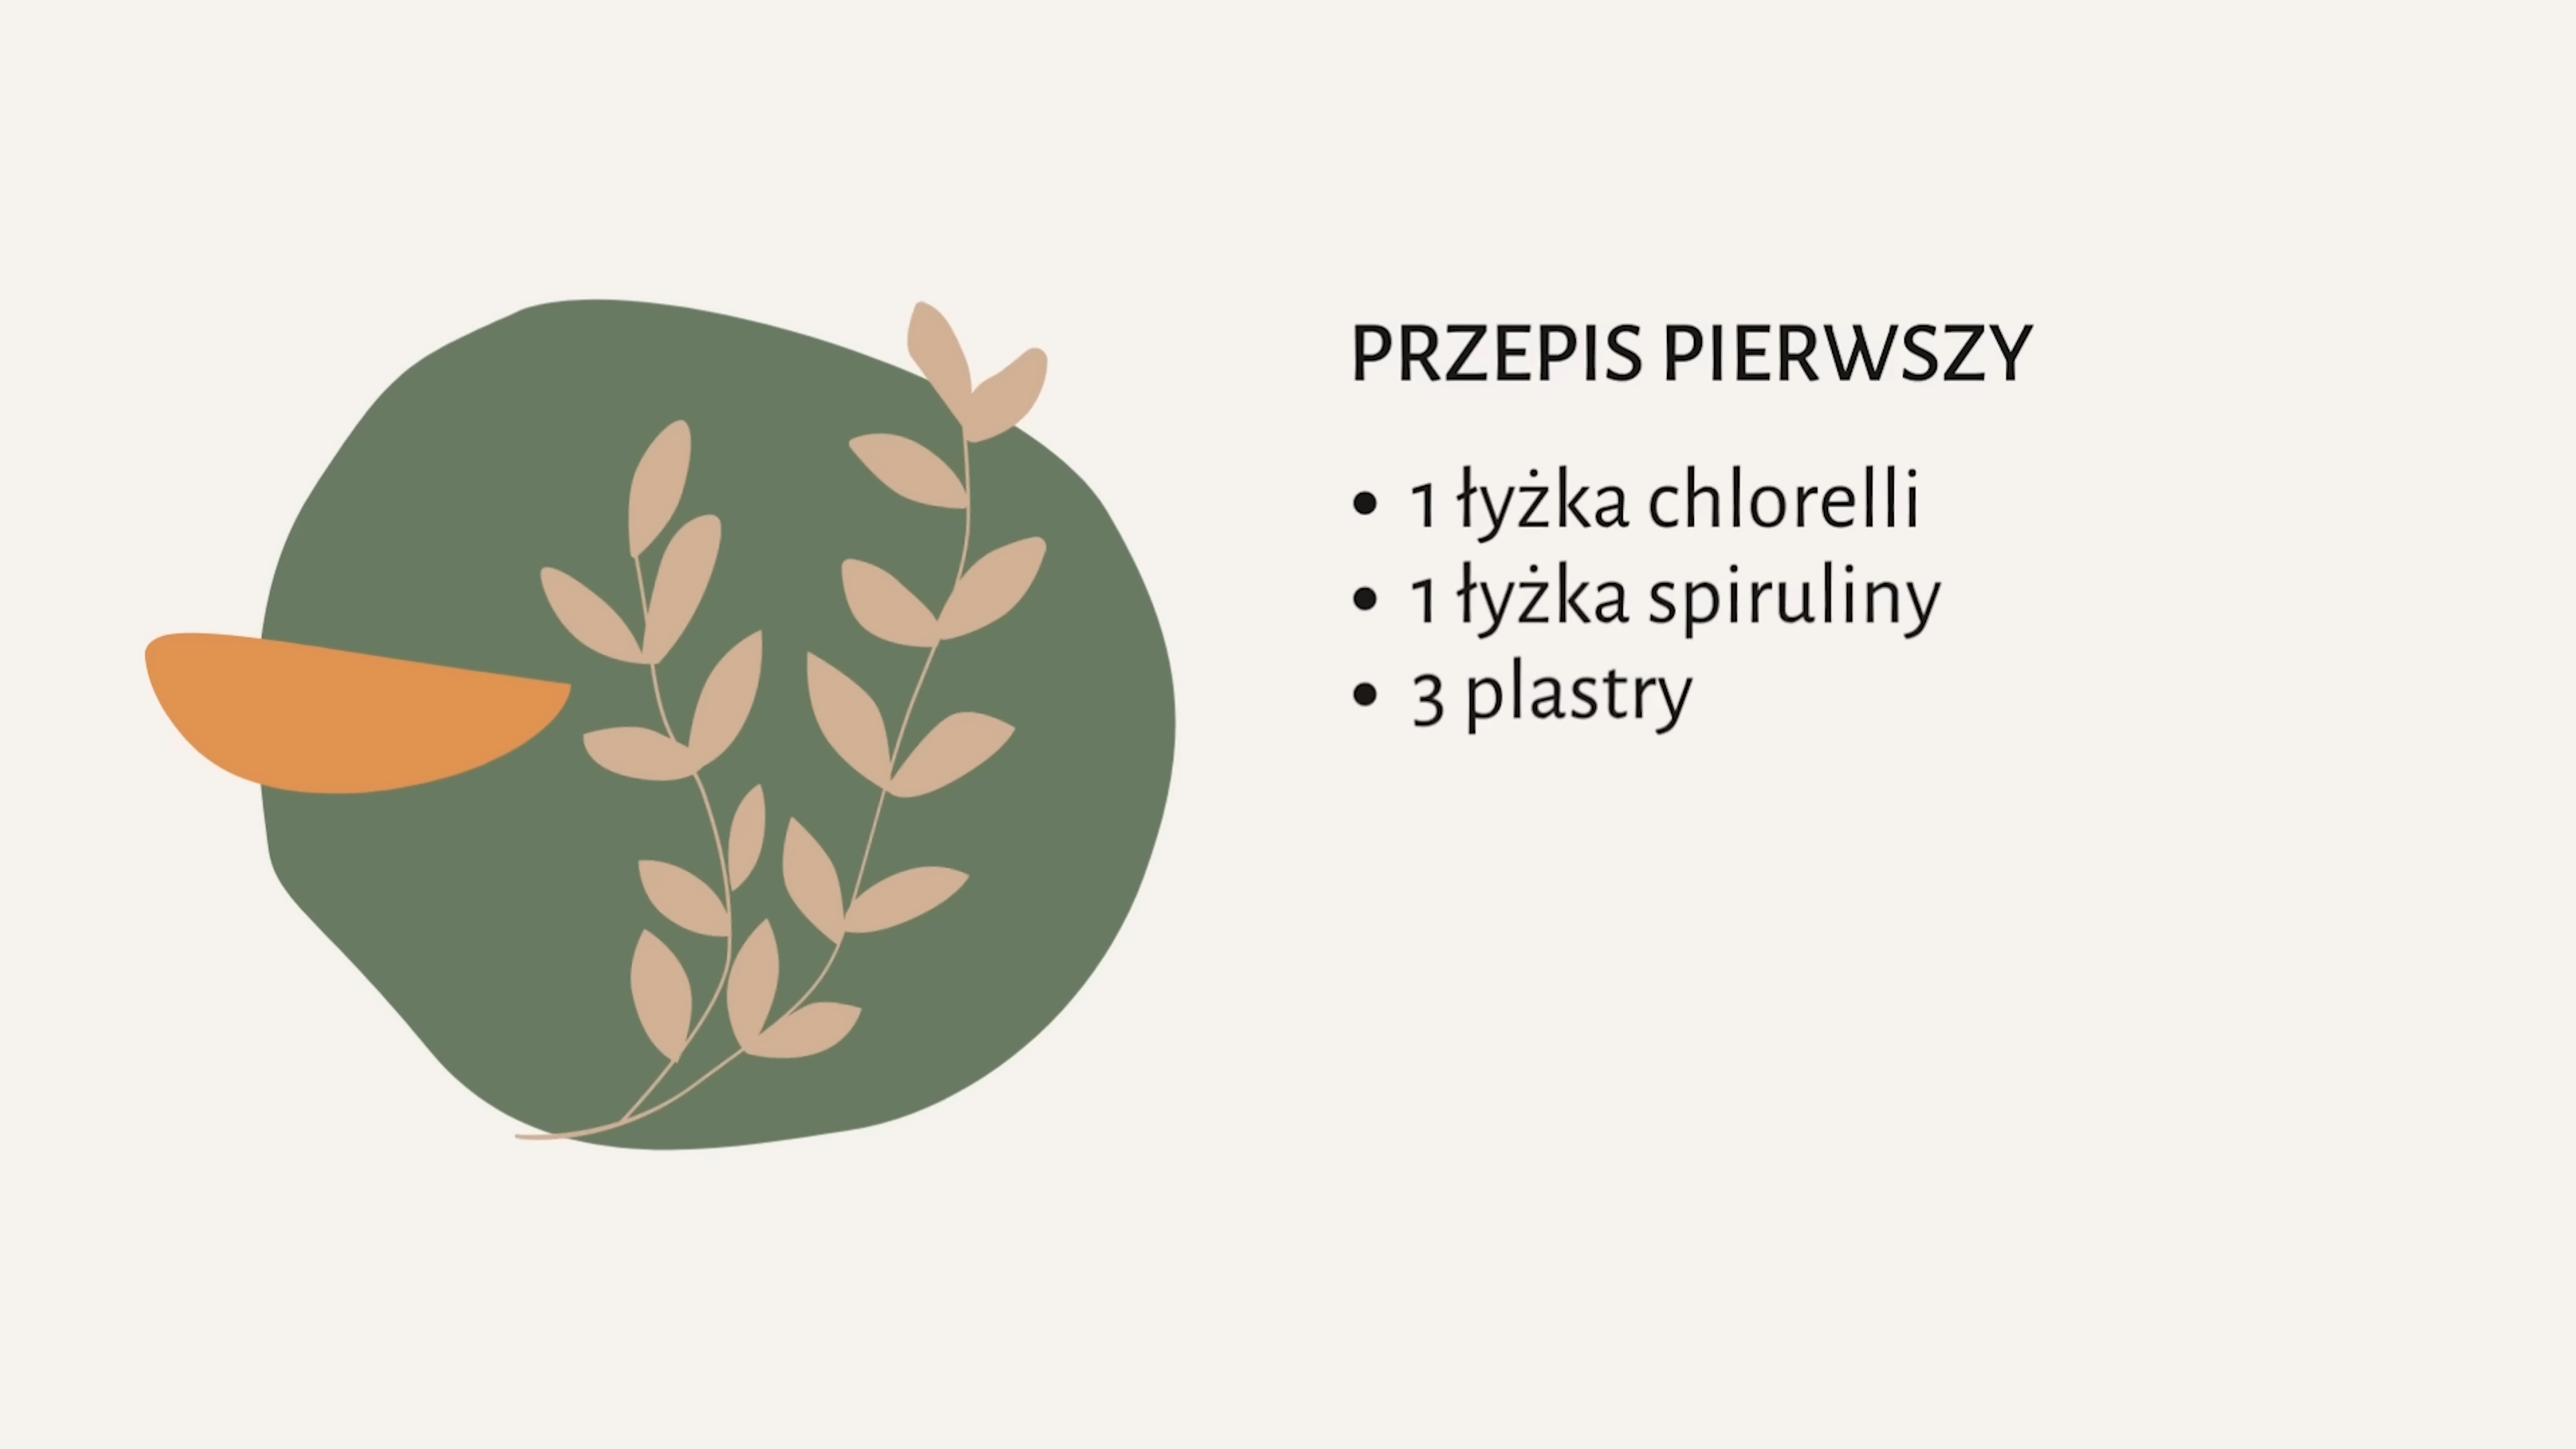 PRZEPIS PIERWSZY
• 1 łyżka chlorelli
• 1 łyżka spiruliny
• 3 plastry